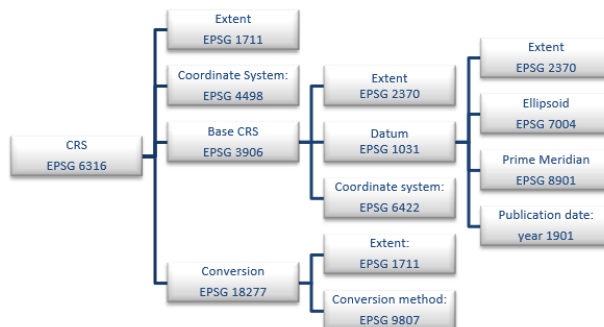 CRS
EPSG 6316
Extent
EPSG 1711
Coordinate System:
EPSG 4498
Base CRS
EPSG 3906
Conversion
EPSG 18277
Extent
EPSG 2370
Datum
EPSG 1031
Coordinate system:
EPSG 6422
Extent:
EPSG 1711
Conversion method:
EPSG 9807
Extent
EPSG 2370
Ellipsoid
EPSG 7004
Prime Meridian
EPSG 8901
Publication date:
year 1901